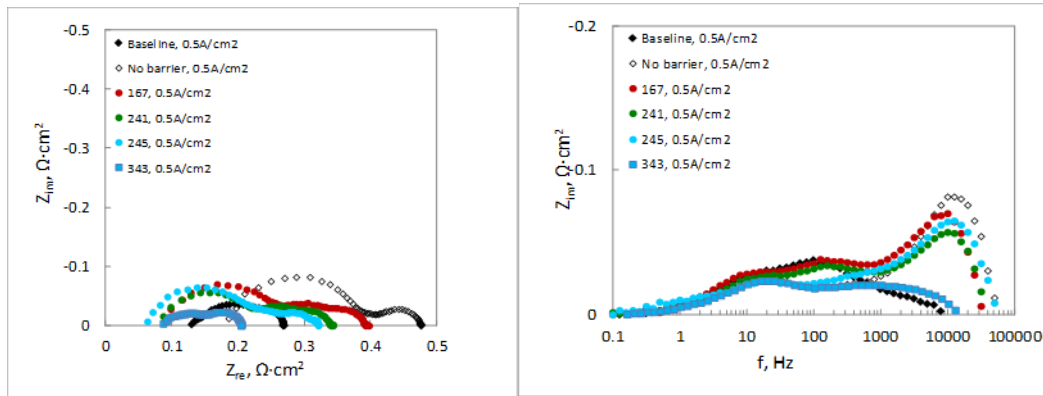 -0.5
-0.4
-0.3
-0.2
-0.1
0
Z_im, Ω·cm²
Baseline, 0.5A/cm2
No barrier, 0.5A/cm2
167, 0.5A/cm2
241, 0.5A/cm2
245, 0.5A/cm2
343, 0.5A/cm2
0 0.1 0.2 0.3 0.4 0.5
Z_re, Ω·cm²
-0.2
-0.1
0
Z_im, Ω·cm²
Baseline, 0.5A/cm2
No barrier, 0.5A/cm2
167, 0.5A/cm2
241, 0.5A/cm2
245, 0.5A/cm2
343, 0.5A/cm2
0.1 1 10 100 1000 10000 100000
f, Hz